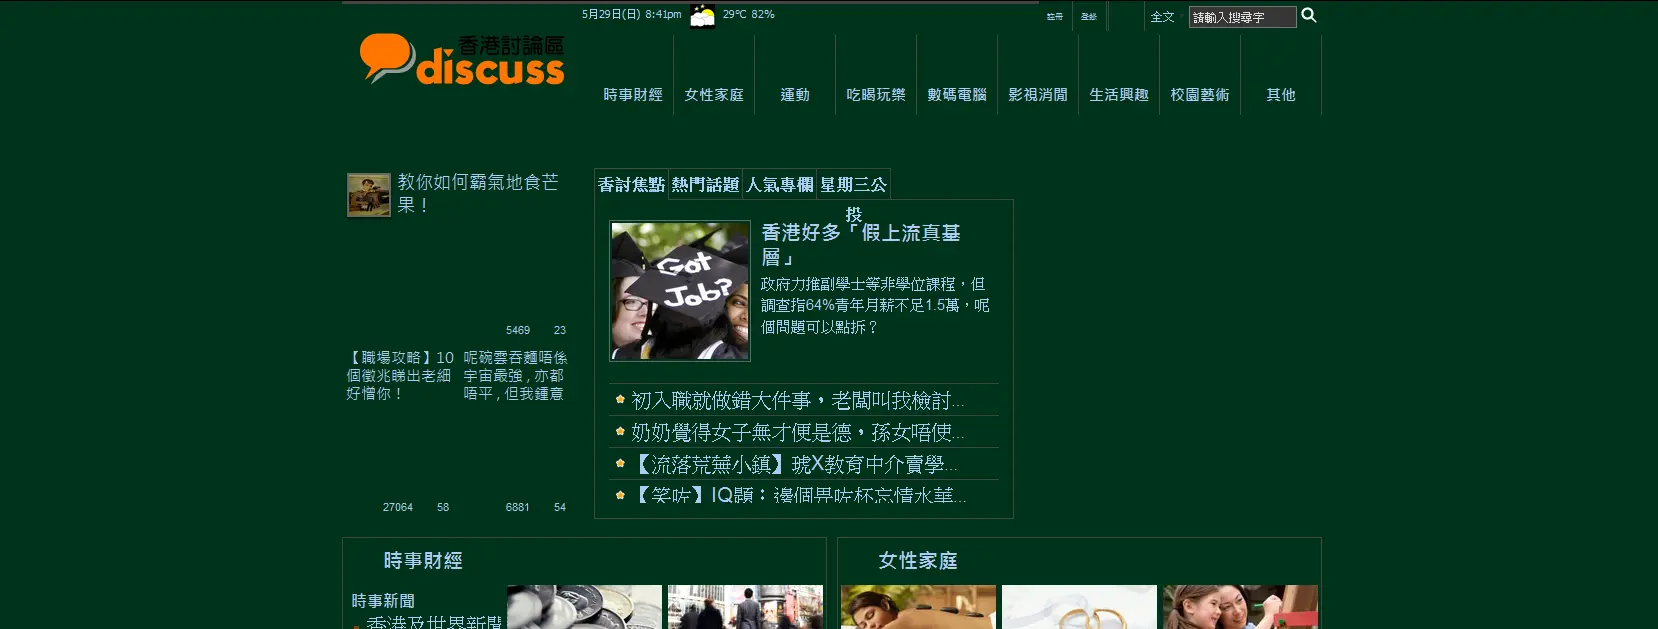 5月29日(日) 8:41pm 29℃ 82%
註冊 登錄 全文 請輸入搜尋字
香港討論區
discuss
時事財經 女性家庭 運動 吃喝玩樂 數碼電腦 影視消閒 生活興趣 校園藝術 其他
教你如何霸氣地食芒
果！
5469 23
【職場攻略】10
個徵兆睇出老細
好憎你！
呢碗雲吞麵唔係
宇宙最強 , 亦都
唔平 , 但我鍾意
27064 58
6881 54
香討焦點 熱門話題 人氣專欄 星期三公
投
Got
Job?
香港好多「假上流真基
層」
政府力推副學士等非學位課程，但
調查指64%青年月薪不足1.5萬，呢
個問題可以點拆？
初入職就做錯大件事，老闆叫我檢討...
奶奶覺得女子無才便是德，孫女唔使...
【流落荒蕪小鎮】琥X教育中介賣學...
【笑咗】IQ題：邊個畀咗杯忘情水華...
時事財經
時事新聞
香港及世界新聞
女性家庭